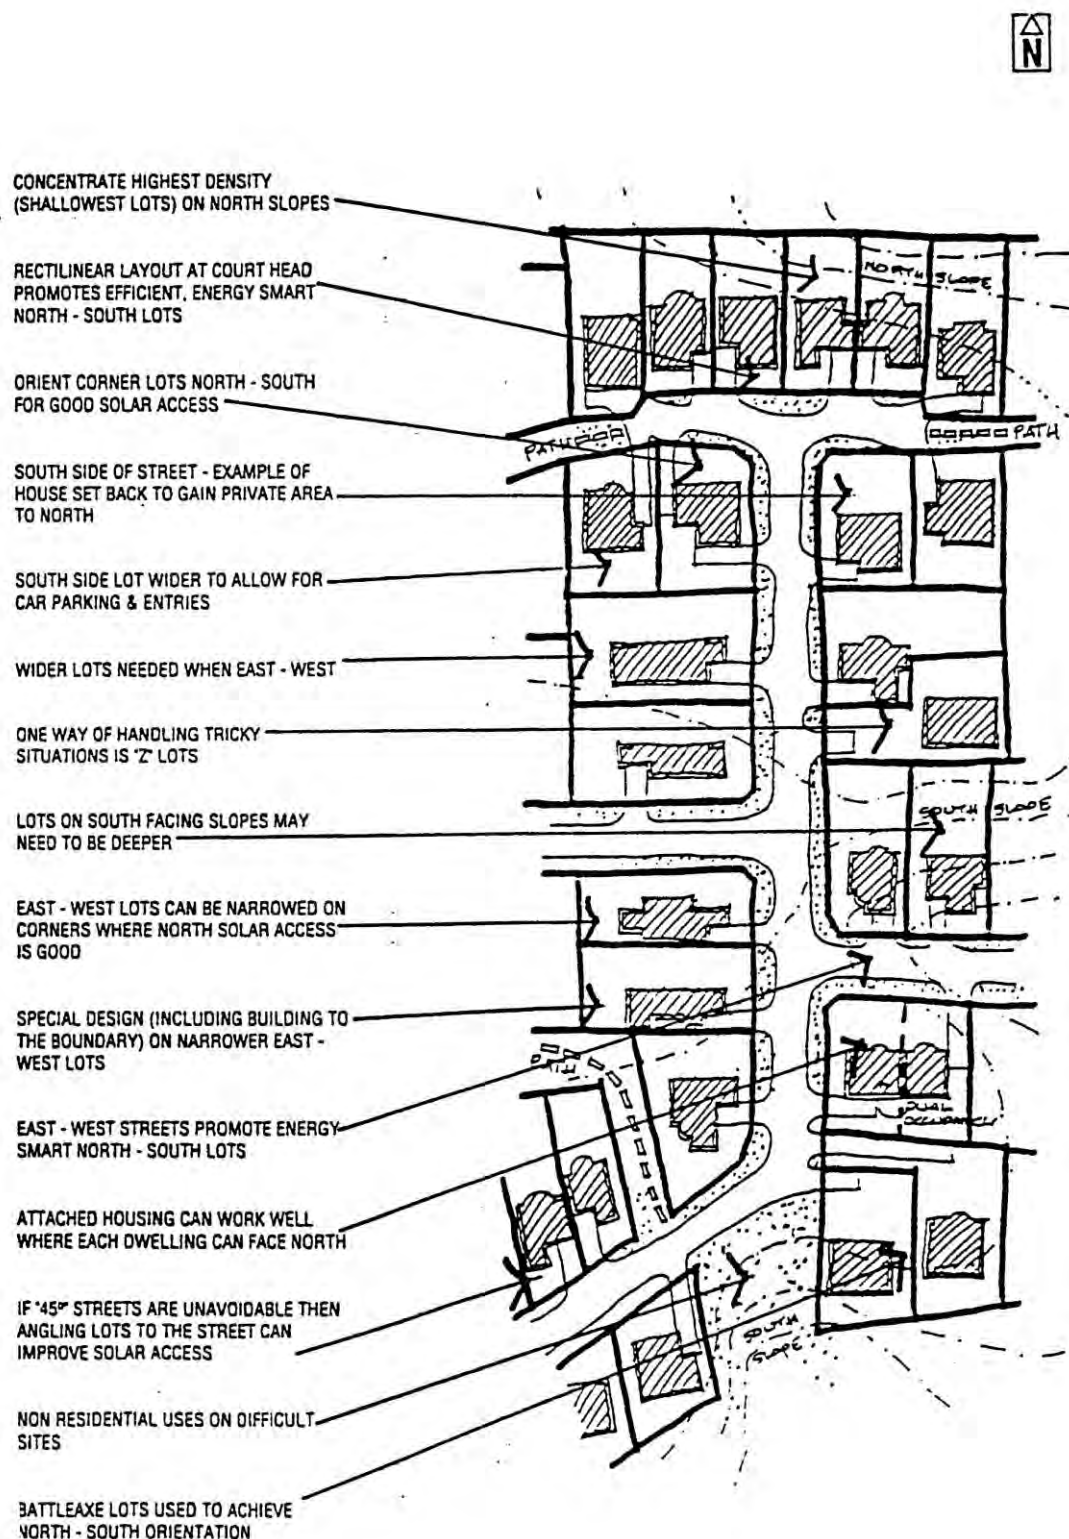 N
CONCENTRATE HIGHEST DENSITY
(SHALLOWEST LOTS) ON NORTH SLOPES
RECTILINEAR LAYOUT AT COURT HEAD
PROMOTES EFFICIENT, ENERGY SMART
NORTH - SOUTH LOTS
ORIENT CORNER LOTS NORTH - SOUTH
FOR GOOD SOLAR ACCESS
SOUTH SIDE OF STREET - EXAMPLE OF
HOUSE SET BACK TO GAIN PRIVATE AREA
TO NORTH
SOUTH SIDE LOT WIDER TO ALLOW FOR
CAR PARKING & ENTRIES
WIDER LOTS NEEDED WHEN EAST - WEST
ONE WAY OF HANDLING TRICKY
SITUATIONS IS "Z" LOTS
LOTS ON SOUTH FACING SLOPES MAY
NEED TO BE DEEPER
EAST - WEST LOTS CAN BE NARROWED ON
CORNERS WHERE NORTH SOLAR ACCESS
IS GOOD
SPECIAL DESIGN (INCLUDING BUILDING TO
THE BOUNDARY) ON NARROWER EAST -
WEST LOTS
EAST - WEST STREETS PROMOTE ENERGY
SMART NORTH - SOUTH LOTS
ATTACHED HOUSING CAN WORK WELL
WHERE EACH DWELLING CAN FACE NORTH
IF "45°" STREETS ARE UNAVOIDABLE THEN
ANGLING LOTS TO THE STREET CAN
IMPROVE SOLAR ACCESS
NON RESIDENTIAL USES ON DIFFICULT
SITES
BATTLEAXE LOTS USED TO ACHIEVE
NORTH - SOUTH ORIENTATION
NORTH SLOPE
PATH
PATH
SOUTH SLOPE
PATH
DUAL
OCCUPANCY
SOUTH
SLOPE